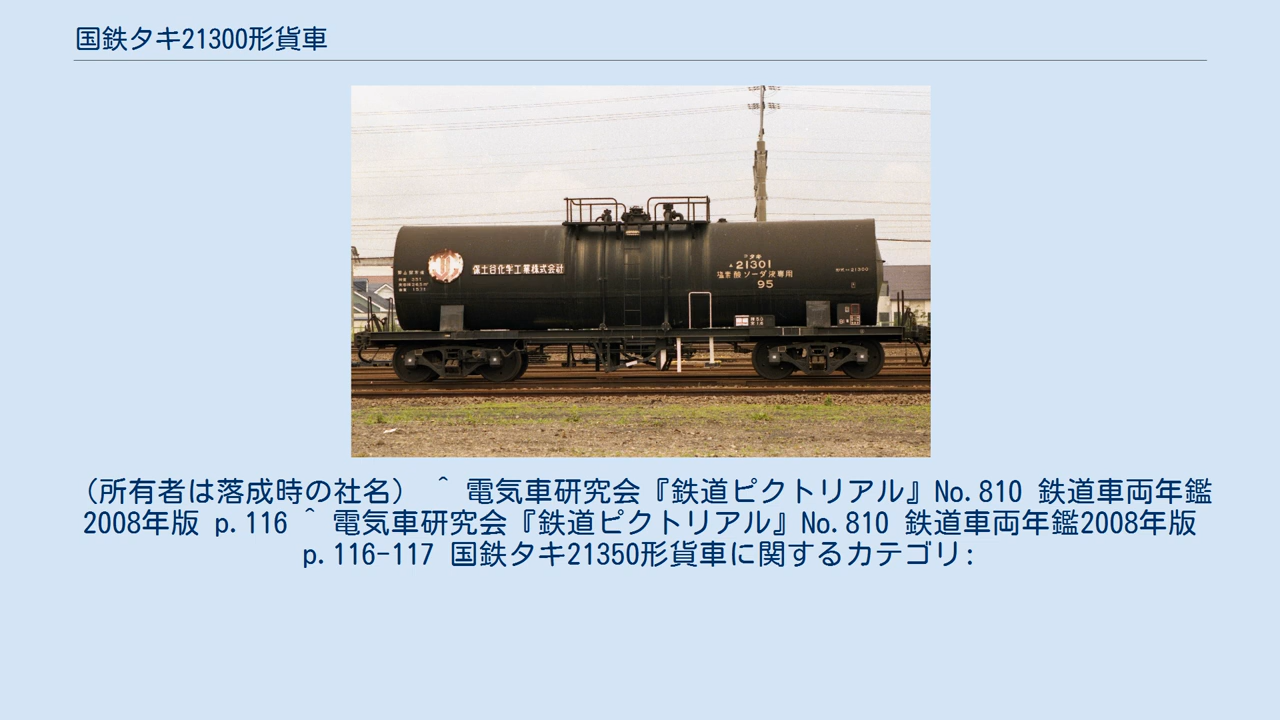 国鉄タキ21300形貨車
保土谷化学工業株式会社
タキ
21301
塩素酸ソーダ液専用
95
（所有者は落成時の社名） ^ 電気車研究会『鉄道ピクトリアル』No.810 鉄道車両年鑑
2008年版 p.116 ^ 電気車研究会『鉄道ピクトリアル』No.810 鉄道車両年鑑2008年版
p.116-117 国鉄タキ21350形貨車に関するカテゴリ: